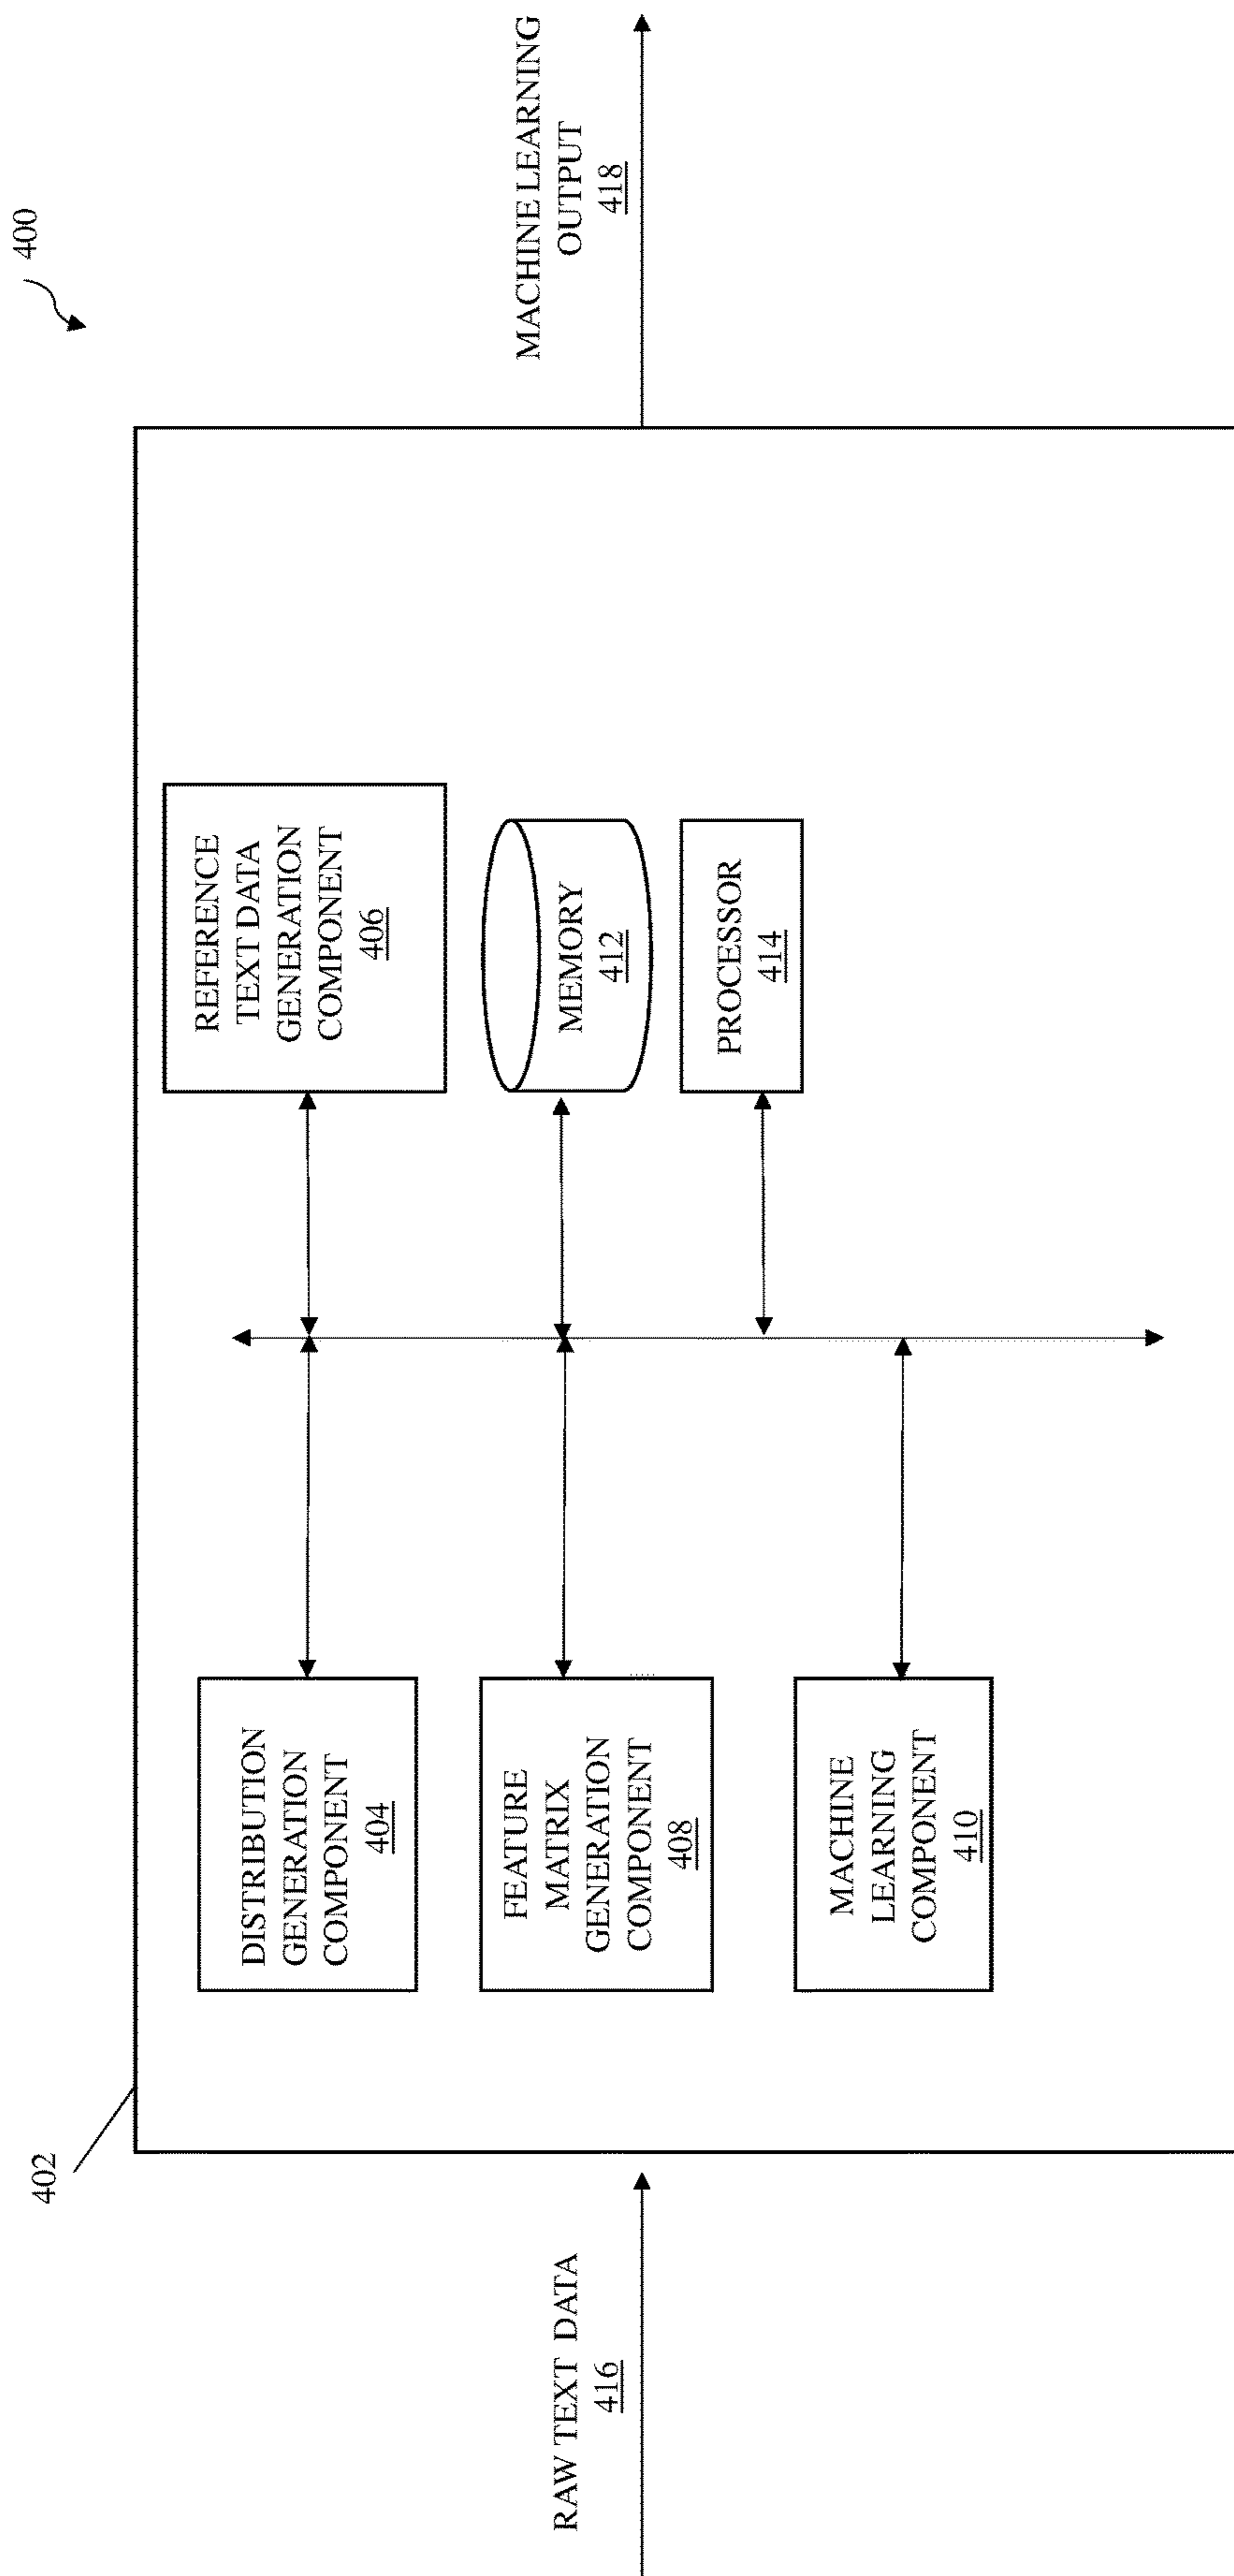 400
402
RAW TEXT DATA
416
DISTRIBUTION
GENERATION
COMPONENT
404
REFERENCE
TEXT DATA
GENERATION
COMPONENT
406
FEATURE
MATRIX
GENERATION
COMPONENT
408
MEMORY
412
MACHINE
LEARNING
COMPONENT
410
PROCESSOR
414
MACHINE LEARNING
OUTPUT
418